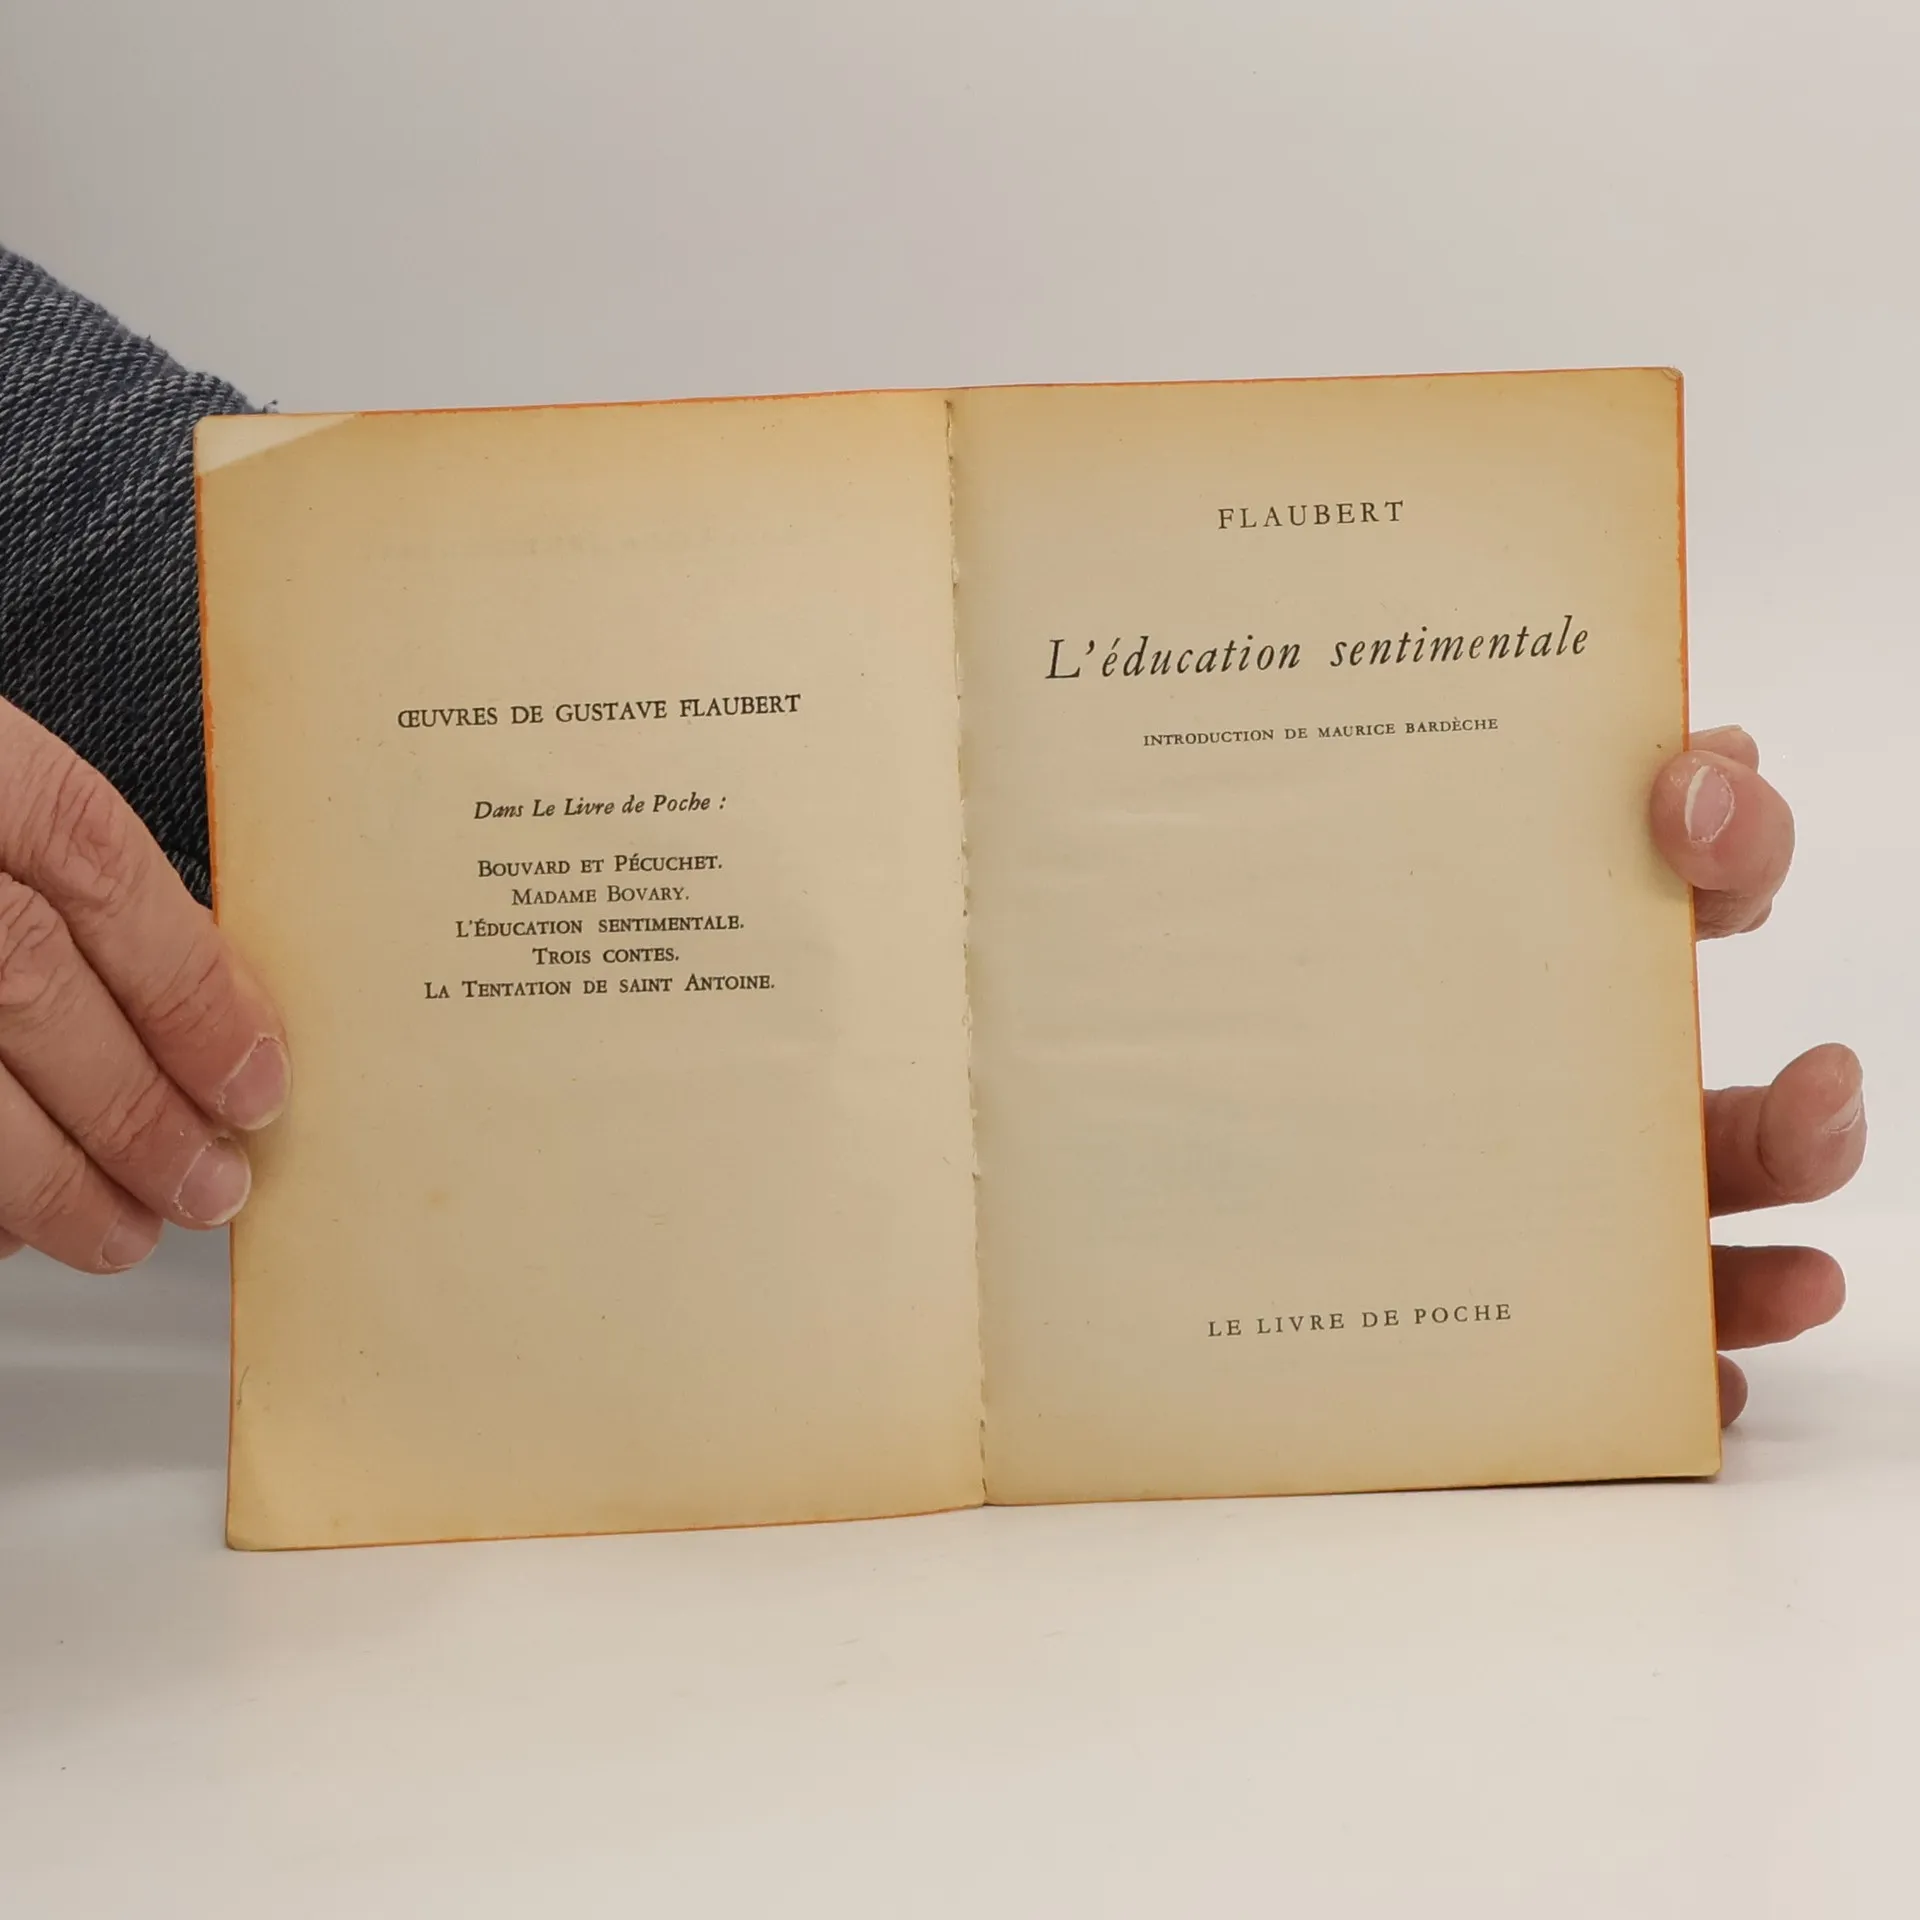 ŒUVRES DE GUSTAVE FLAUBERT
Dans Le Livre de Poche :
BOUVARD ET PÉCUCHET.
MADAME BOVARY.
L'ÉDUCATION SENTIMENTALE.
TROIS CONTES.
LA TENTATION DE SAINT ANTOINE.
FLAUBERT
L'éducation sentimentale
INTRODUCTION DE MAURICE BARDÈCHE
LE LIVRE DE POCHE